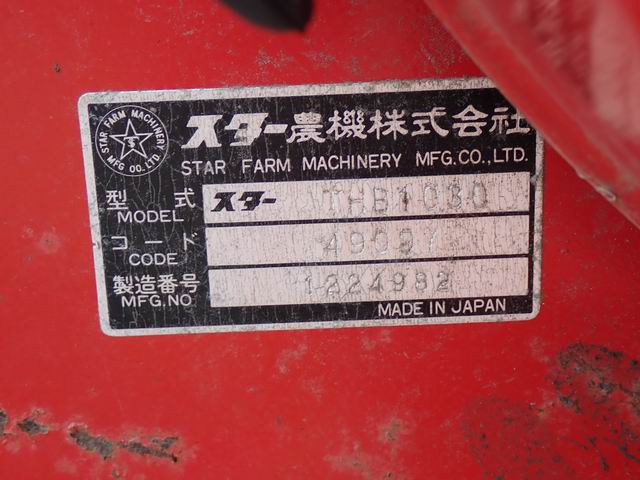 STAR FARM MACHINERY MFG CO.,LTD.
スター農機株式会社
STAR FARM MACHINERY MFG.CO.,LTD.
型式 スター THB1030
MODEL
コード
CODE
製造番号 1224982
MFG.NO
MADE IN JAPAN